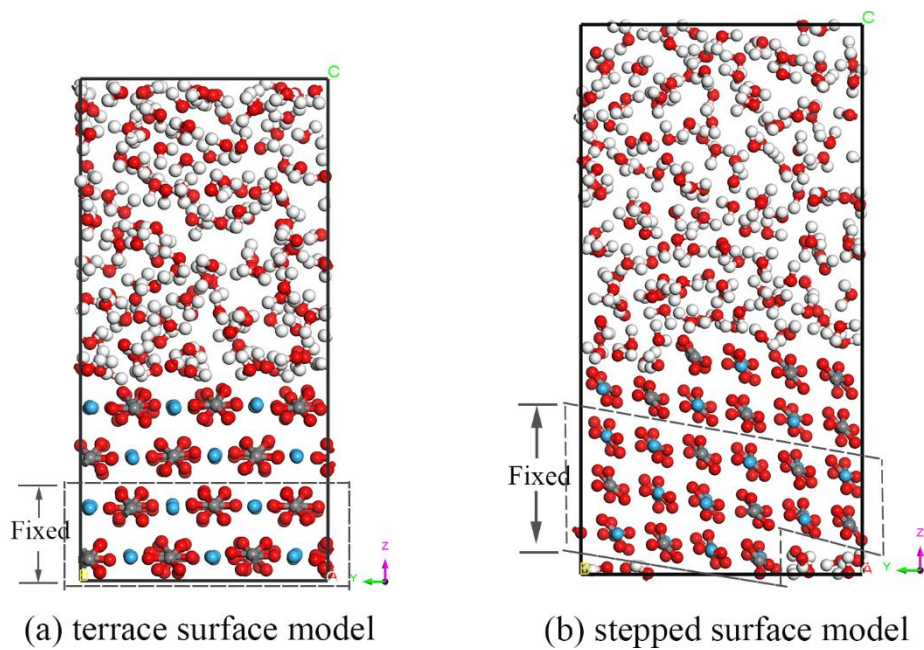 C
C
Fixed
Fixed
Z
Z
B
A
Y
B
A
Y
(a) terrace surface model
(b) stepped surface model